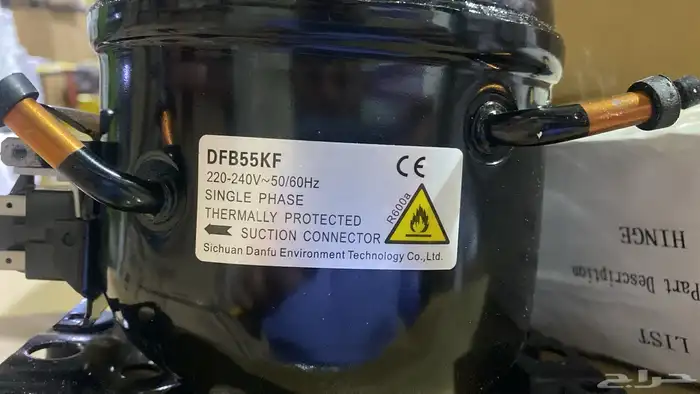 DFB55KF
220-240V~50/60Hz
SINGLE PHASE
THERMALLY PROTECTED
SUCTION CONNECTOR
Sichuan Danfu Environment Technology Co.,Ltd.
CE
R600a
HINGE
Part Description
LIST
حراج